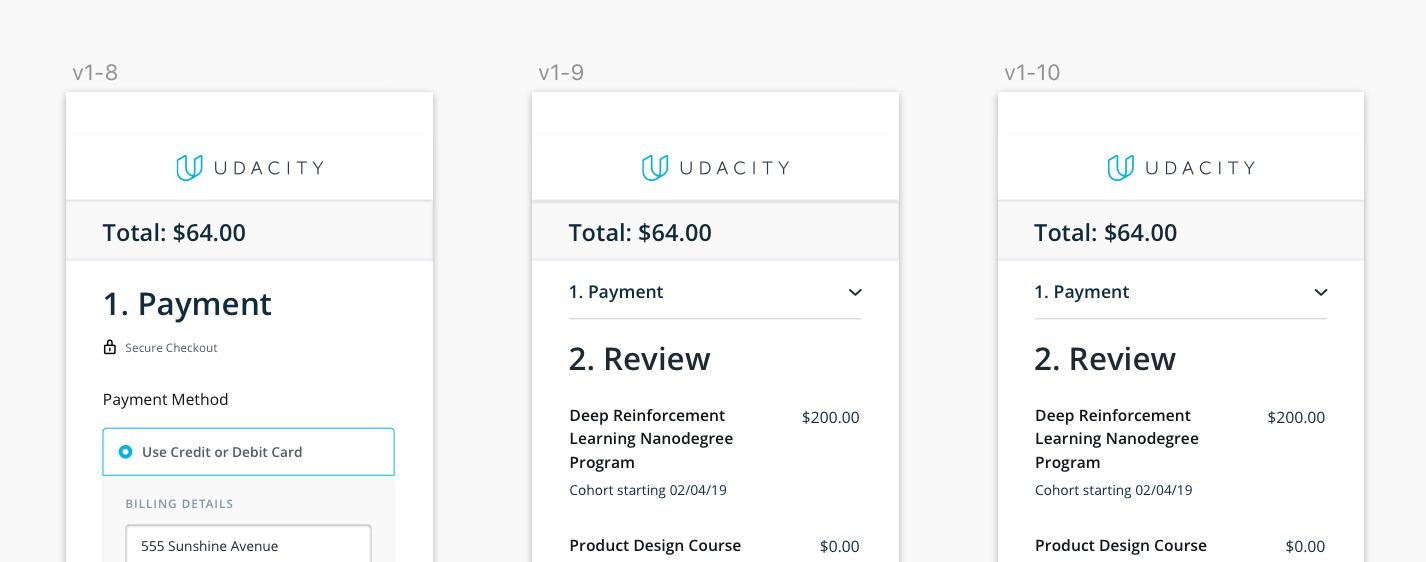 v1-8
UDACITY
Total: $64.00
1. Payment
Secure Checkout
Payment Method
Use Credit or Debit Card
BILLING DETAILS
555 Sunshine Avenue
v1-9
UDACITY
Total: $64.00
1. Payment
2. Review
Deep Reinforcement $200.00
Learning Nanodegree
Program
Cohort starting 02/04/19
Product Design Course $0.00
v1-10
UDACITY
Total: $64.00
1. Payment
2. Review
Deep Reinforcement $200.00
Learning Nanodegree
Program
Cohort starting 02/04/19
Product Design Course $0.00